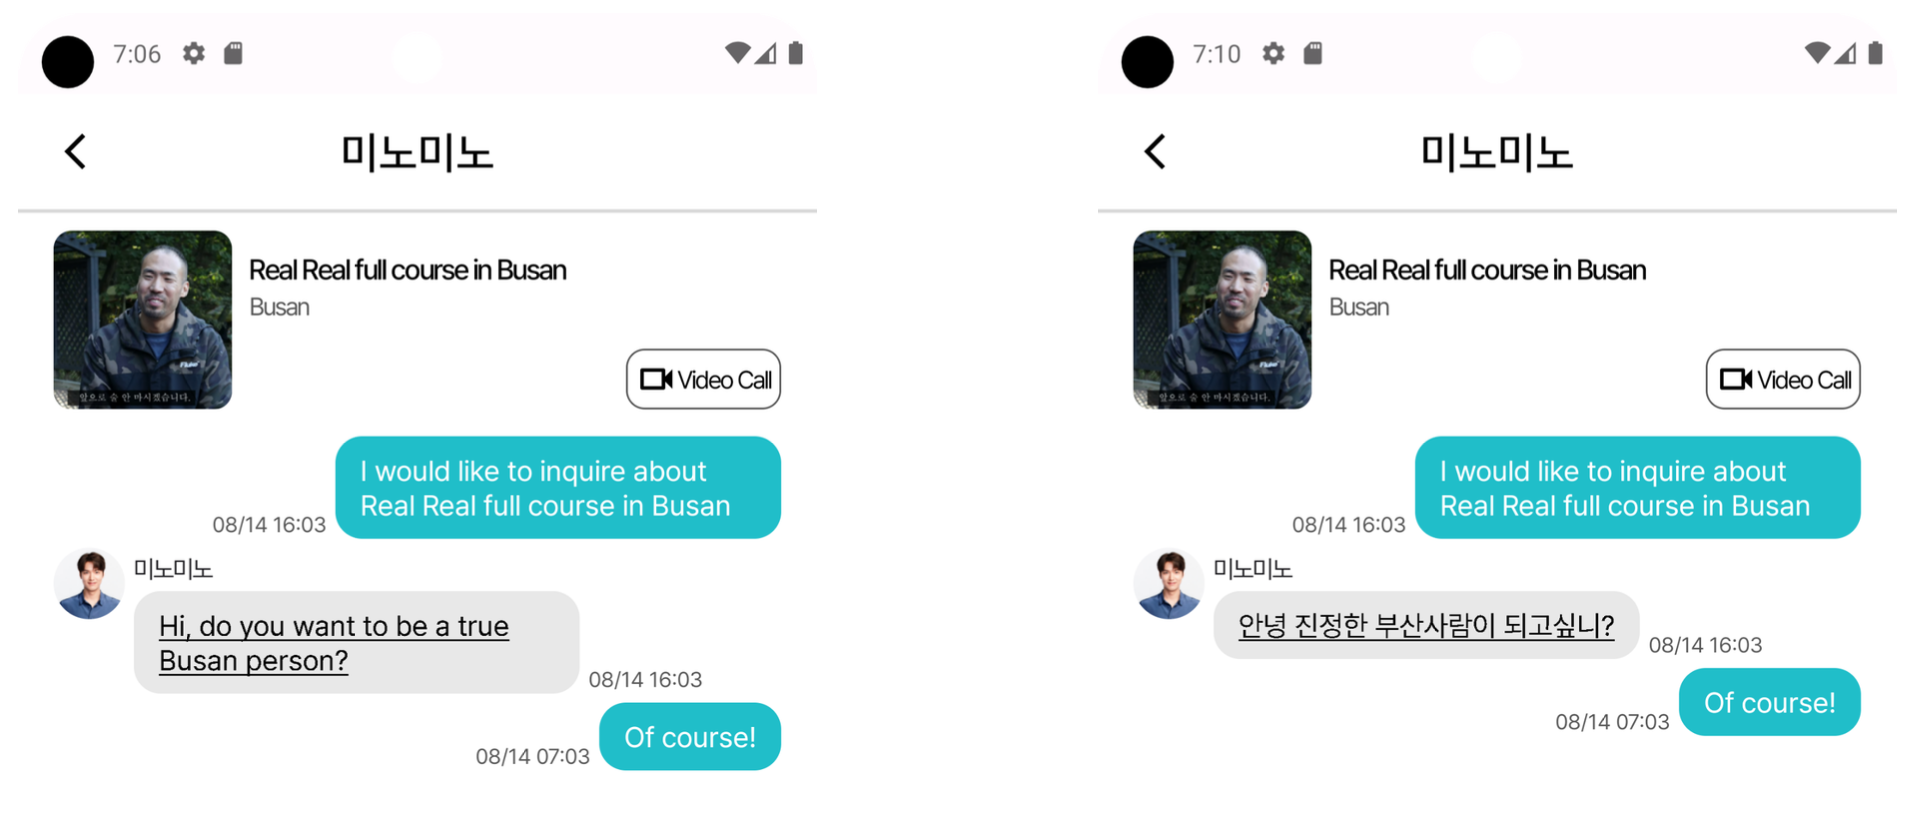 7:06
미노미노
Real Real full course in Busan
Busan
앞으로 술 안 마시겠습니다.
Video Call
I would like to inquire about
Real Real full course in Busan
08/14 16:03
미노미노
Hi, do you want to be a true
Busan person?
08/14 16:03
Of course!
08/14 07:03
7:10
미노미노
Real Real full course in Busan
Busan
앞으로 술 안 마시겠습니다.
Video Call
I would like to inquire about
Real Real full course in Busan
08/14 16:03
미노미노
안녕 진정한 부산사람이 되고싶니?
08/14 16:03
Of course!
08/14 07:03